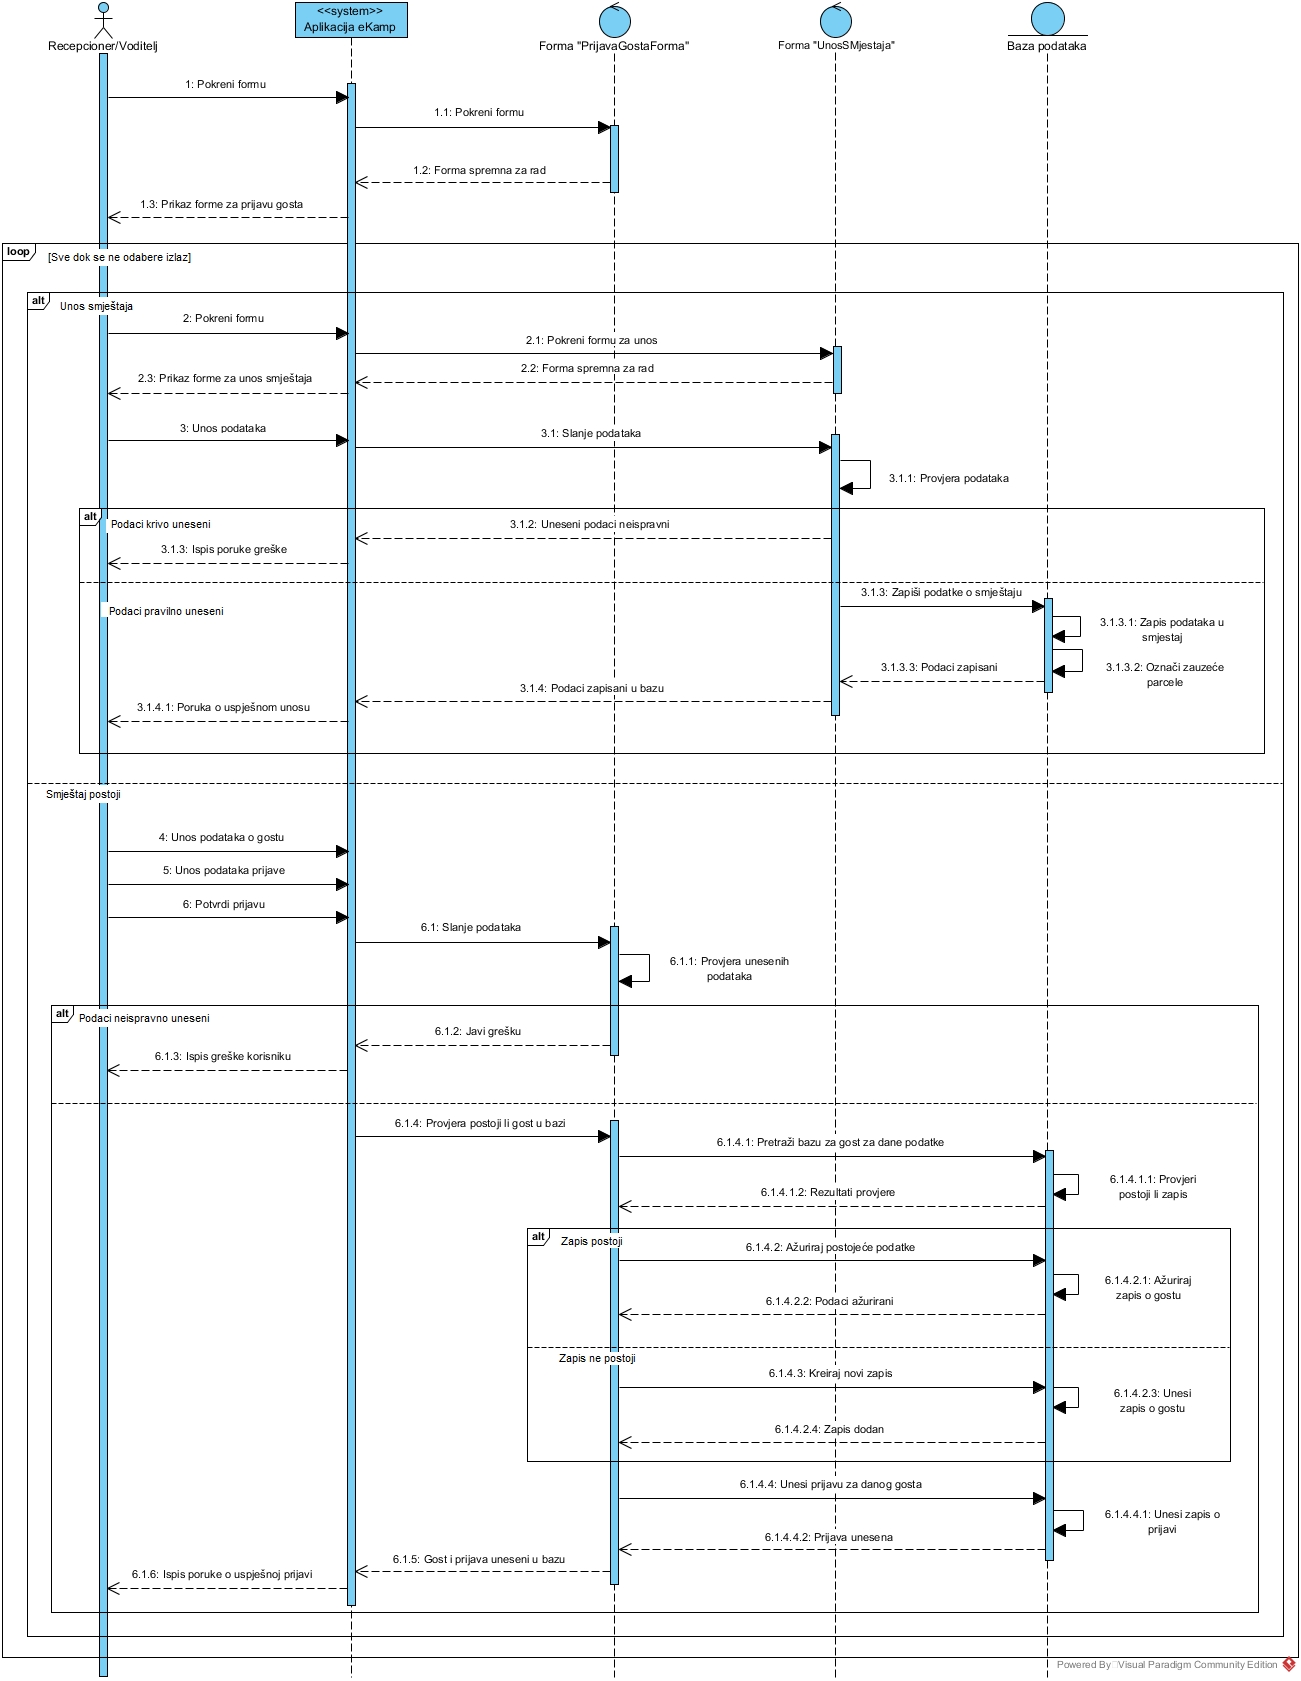 <<system>>
Aplikacija eKamp
Recepcioner/Voditelj
Forma "PrijavaGostaForma"
Forma "UnosSMjestaja"
Baza podataka
1: Pokreni formu
1.1: Pokreni formu
1.2: Forma spremna za rad
1.3: Prikaz forme za prijavu gosta
loop
[Sve dok se ne odabere izlaz]
alt
Unos smještaja
2: Pokreni formu
2.1: Pokreni formu za unos
2.2: Forma spremna za rad
2.3: Prikaz forme za unos smještaja
3: Unos podataka
3.1: Slanje podataka
3.1.1: Provjera podataka
alt
Podaci krivo uneseni
3.1.2: Uneseni podaci neispravni
3.1.3: Ispis poruke greške
3.1.3: Zapiši podatke o smještaju
Podaci pravilno uneseni
3.1.3.1: Zapis podataka u
smjestaj
3.1.3.2: Označi zauzeće
parcele
3.1.3.3: Podaci zapisani
3.1.4: Podaci zapisani u bazu
3.1.4.1: Poruka o uspješnom unosu
Smještaj postoji
4: Unos podataka o gostu
5: Unos podataka prijave
6: Potvrdi prijavu
6.1: Slanje podataka
6.1.1: Provjera unesenih
podataka
alt
Podaci neispravno uneseni
6.1.2: Javi grešku
6.1.3: Ispis greške korisniku
6.1.4: Provjera postoji li gost u bazi
6.1.4.1: Pretraži bazu za gost za dane podatke
6.1.4.1.1: Provjeri
postoji li zapis
6.1.4.1.2: Rezultati provjere
alt
Zapis postoji
6.1.4.2: Ažuriraj postojeće podatke
6.1.4.2.1: Ažuriraj
zapis o gostu
6.1.4.2.2: Podaci ažurirani
Zapis ne postoji
6.1.4.3: Kreiraj novi zapis
6.1.4.2.3: Unesi
zapis o gostu
6.1.4.2.4: Zapis dodan
6.1.4.4: Unesi prijavu za danog gosta
6.1.4.4.1: Unesi zapis o
prijavi
6.1.4.4.2: Prijava unesena
6.1.5: Gost i prijava uneseni u bazu
6.1.6: Ispis poruke o uspješnoj prijavi
Powered By Visual Paradigm Community Edition